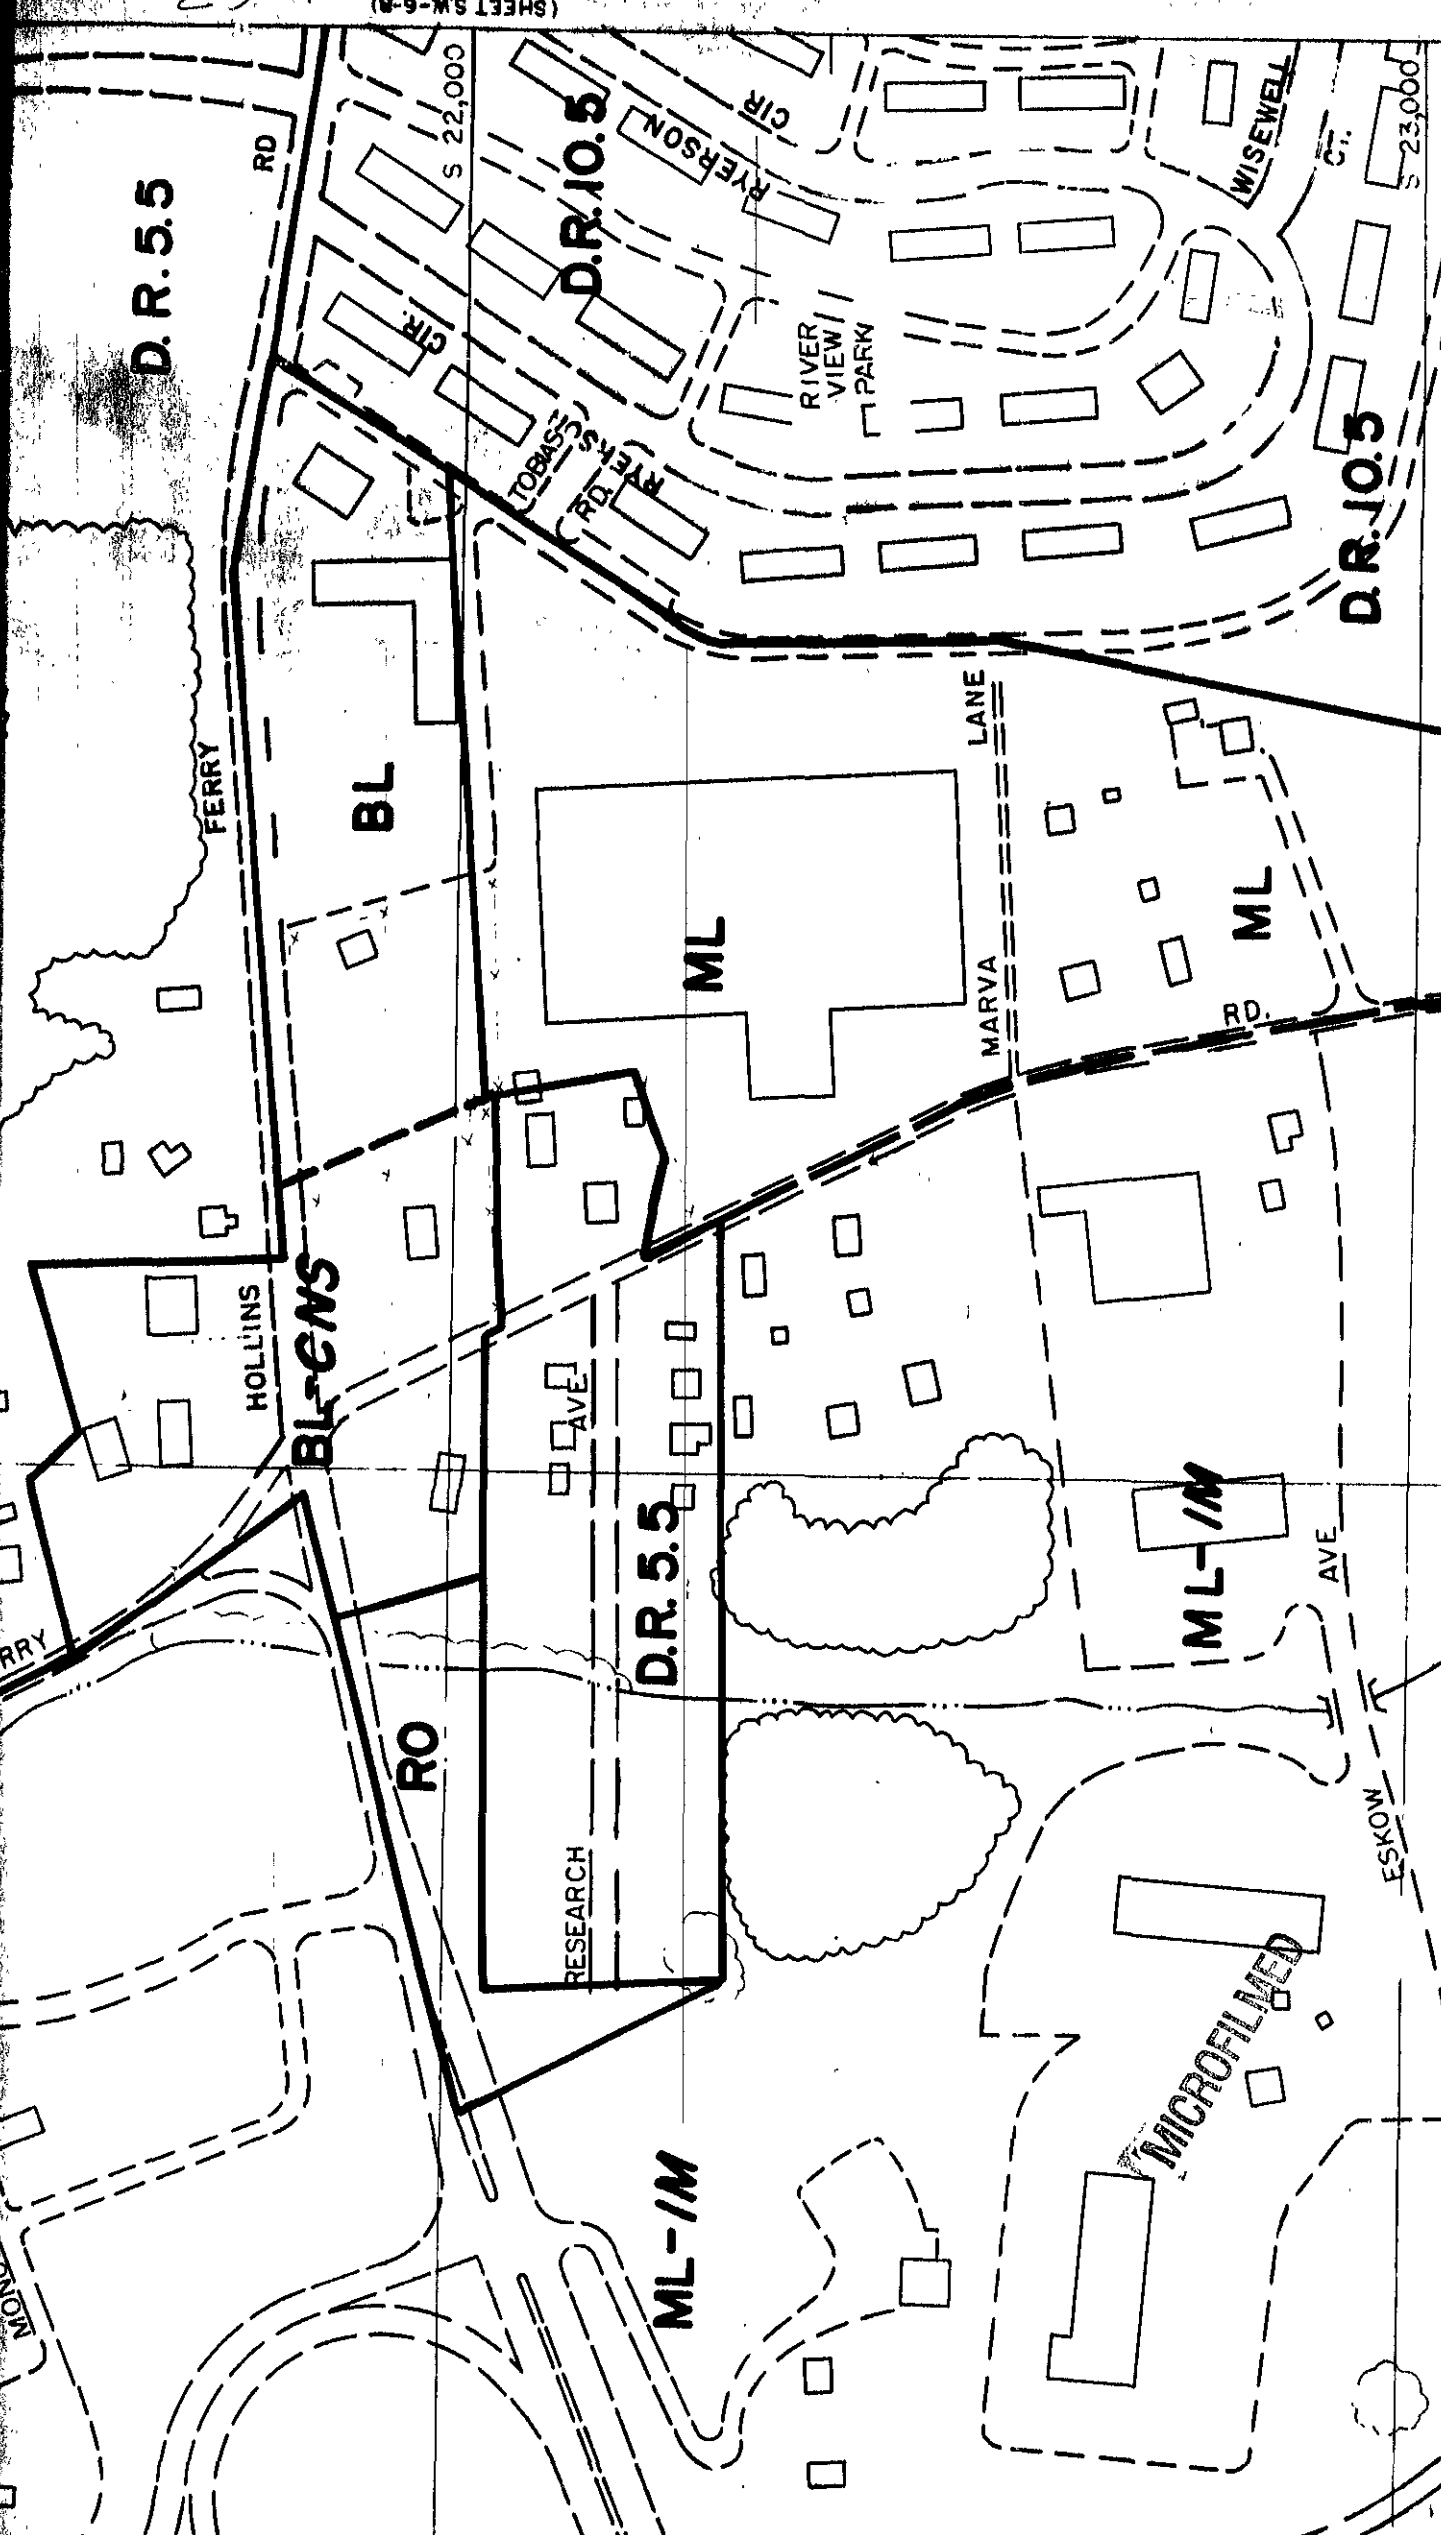 (SHEET S.W-6-B)
S 22,000
S 23,000
D.R. 5.5
RD
D.R. 10.5
RYERSON
CIR
WISEWELL
CT.
CIR.
RIVER
VIEW
PARK
TOBIAS
RD.
RYER'S
D.R. 10.5
FERRY
BL
LANE
MARVA
ML
ML
RD.
HOLLINS
BL-CNS
AVE.
D.R. 5.5
ML-IM
AVE
RRY
RO
RESEARCH
ESKOW
MICROFILMED
ML-IM